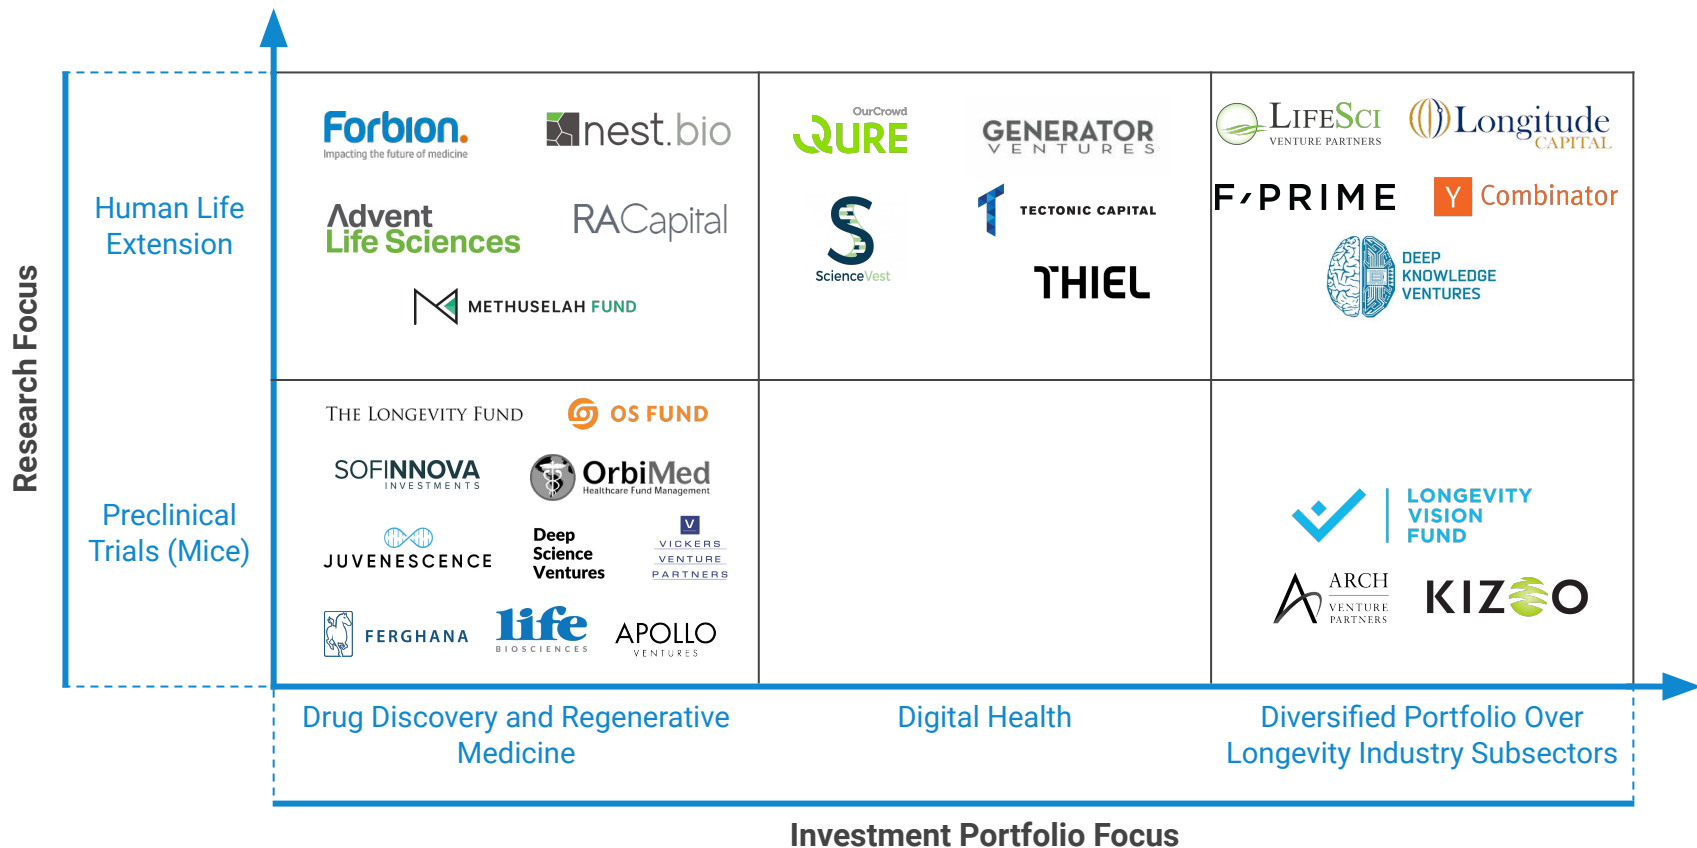 Research Focus
Human Life
Extension
Forbion.
Impacting the future of medicine
nest.bio
Advent
Life Sciences
RACapital
METHUSELAH FUND
OurCrowd
QURE
GENERATOR
VENTURES
ScienceVest
TECTONIC CAPITAL
THIEL
LIFESCI
VENTURE PARTNERS
Longitude
CAPITAL
F-PRIME
Y Combinator
DEEP
KNOWLEDGE
VENTURES
Preclinical
Trials (Mice)
THE LONGEVITY FUND
OS FUND
SOFINNOVA
INVESTMENTS
OrbiMed
Healthcare Fund Management
JUVENESCENCE
Deep
Science
Ventures
V
VICKERS
VENTURE
PARTNERS
FERGHANA
life
BIOSCIENCES
APOLLO
VENTURES
LONGEVITY
VISION
FUND
ARCH
VENTURE
PARTNERS
KIZOO
Drug Discovery and Regenerative
Medicine
Digital Health
Diversified Portfolio Over
Longevity Industry Subsectors
Investment Portfolio Focus